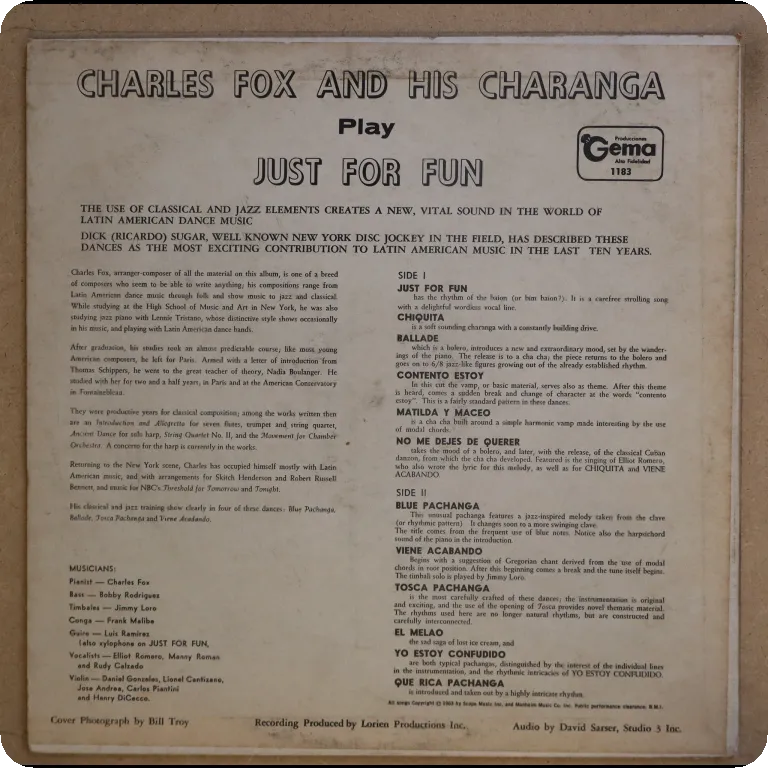 CHARLES FOX AND HIS CHARANGA
Play
JUST FOR FUN
Producciones
Gema
Alta Fidelidad
1183
THE USE OF CLASSICAL AND JAZZ ELEMENTS CREATES A NEW, VITAL SOUND IN THE WORLD OF
LATIN AMERICAN DANCE MUSIC
DICK (RICARDO) SUGAR, WELL KNOWN NEW YORK DISC JOCKEY IN THE FIELD, HAS DESCRIBED THESE
DANCES AS THE MOST EXCITING CONTRIBUTION TO LATIN AMERICAN MUSIC IN THE LAST TEN YEARS.
Charles Fox, arranger-composer of all the material on this album, is one of a breed
of composers who seem to be able to write anything; his compositions range from
Latin American dance music through folk and show music to jazz and classical.
While studying at the High School of Music and Art in New York, he was also
studying jazz piano with Lennie Tristano, whose distinctive style shows occasionally
in his music, and playing with Latin American dance bands.
After graduation, his studies took an almost predictable course; like most young
American composers, he left for Paris. Armed with a letter of introduction from
Thomas Schippers, he went to the great teacher of theory, Nadia Boulanger. He
studied with her for two and a half years, in Paris and at the American Conservatory
in Fontainebleau.
They were productive years for classical composition; among the works written then
are an Introduction and Allegretto for seven flutes, trumpet and string quartet,
Ancient Dance for solo harp, String Quartet No. II, and the Movement for Chamber
Orchestra. A concerto for the harp is currently in the works.
Returning to the New York scene, Charles has occupied himself mostly with Latin
American music, and with arrangements for Skitch Henderson and Robert Russell
Bennett, and music for NBC's Threshold for Tomorrow and Tonight.
His classical and jazz training show clearly in four of these dances: Blue Pachanga,
Ballade, Tosca Pachanga and Viene Acabando.
MUSICIANS:
Pianist — Charles Fox
Bass — Bobby Rodriguez
Timbales — Jimmy Loro
Conga — Frank Malibe
Guiro — Luis Ramirez
(also xylophone on JUST FOR FUN,
Vocalists — Elliot Romero, Manny Roman
and Rudy Calzado
Violin — Daniel Gonzales, Lionel Cantisano,
Jose Andreu, Carlos Piantini
and Henry DiCecco.
SIDE I
JUST FOR FUN
has the rhythm of the baion (or bam baion?). It is a carefree strolling song
with a delightful wordless vocal line.
CHIQUITA
is a soft sounding charanga with a constantly building drive.
BALLADE
which is a bolero, introduces a new and extraordinary mood, set by the wander-
ings of the piano. The release is to a cha cha; the piece returns to the bolero and
goes on to 6/8 jazz-like figures growing out of the already established rhythm.
CONTENTO ESTOY
In this cut the vamp, or basic material, serves also as theme. After this theme
is heard, comes a sudden break and change of character at the words "contento
estoy". This is a fairly standard pattern in these dances.
MATILDA Y MACEO
is a cha cha built around a simple harmonic vamp made interesting by the use
of modal chords.
NO ME DEJES DE QUERER
takes the mood of a bolero, and later, with the release, of the classical Cuban
danzon, from which the cha cha developed. Featured is the singing of Elliot Romero,
who also wrote the lyric for this melody, as well as for CHIQUITA and VIENE
ACABANDO.
SIDE II
BLUE PACHANGA
This unusual pachanga features a jazz-inspired melody taken from the clave
(or rhythmic pattern). It changes soon to a more swinging clave.
The title comes from the frequent use of blue notes. Notice also the harpsichord
sound of the piano in the introduction.
VIENE ACABANDO
Begins with a suggestion of Gregorian chant derived from the use of modal
chords in root position. After this beginning comes a break and the tune itself begins.
The timbali solo is played by Jimmy Loro.
TOSCA PACHANGA
is the most carefully crafted of these dances; the instrumentation is original
and exciting, and the use of the opening of Tosca provides novel thematic material.
The rhythms used here are no longer natural rhythms, but are constructed and
carefully interconnected.
EL MELAO
the sad saga of lost ice cream, and
YO ESTOY CONFUDIDO
are both typical pachangas, distinguished by the interest of the individual lines
in the instrumentation, and the rhythmic intricacies of YO ESTOY CONFUDIDO.
QUE RICA PACHANGA
is introduced and taken out by a highly intricate rhythm.
All songs Copyright © 1963 by Scope Music Inc. and Manheim Music Co. Inc. Public performance clearance, B.M.I.
Cover Photograph by Bill Troy
Recording Produced by Lorien Productions Inc.
Audio by David Sarser, Studio 3 Inc.